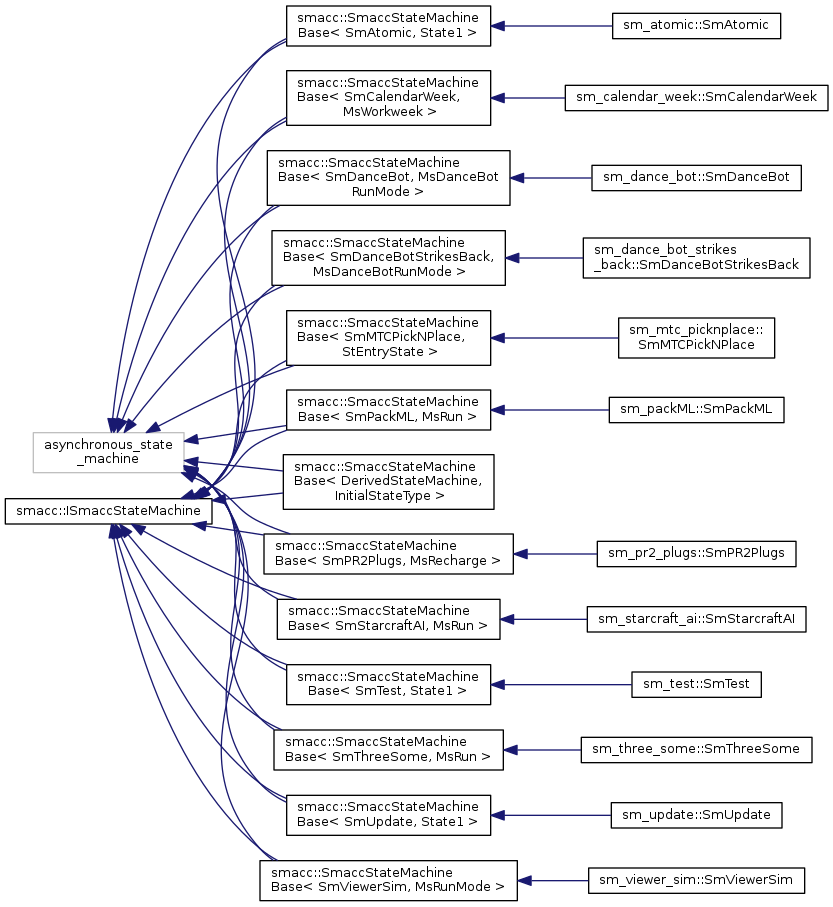 smacc::SmaccStateMachine
Base< SmAtomic, State1 >
sm_atomic::SmAtomic
smacc::SmaccStateMachine
Base< SmCalendarWeek,
MsWorkweek >
sm_calendar_week::SmCalendarWeek
smacc::SmaccStateMachine
Base< SmDanceBot, MsDanceBot
RunMode >
sm_dance_bot::SmDanceBot
smacc::SmaccStateMachine
Base< SmDanceBotStrikesBack,
MsDanceBotRunMode >
sm_dance_bot_strikes
_back::SmDanceBotStrikesBack
smacc::SmaccStateMachine
Base< SmMTCPickNPlace,
StEntryState >
sm_mtc_picknplace::
SmMTCPickNPlace
smacc::SmaccStateMachine
Base< SmPackML, MsRun >
sm_packML::SmPackML
asynchronous_state
_machine
smacc::SmaccStateMachine
Base< DerivedStateMachine,
InitialStateType >
smacc::ISmaccStateMachine
smacc::SmaccStateMachine
Base< SmPR2Plugs, MsRecharge >
sm_pr2_plugs::SmPR2Plugs
smacc::SmaccStateMachine
Base< SmStarcraftAI, MsRun >
sm_starcraft_ai::SmStarcraftAI
smacc::SmaccStateMachine
Base< SmTest, State1 >
sm_test::SmTest
smacc::SmaccStateMachine
Base< SmThreeSome, MsRun >
sm_three_some::SmThreeSome
smacc::SmaccStateMachine
Base< SmUpdate, State1 >
sm_update::SmUpdate
smacc::SmaccStateMachine
Base< SmViewerSim, MsRunMode >
sm_viewer_sim::SmViewerSim